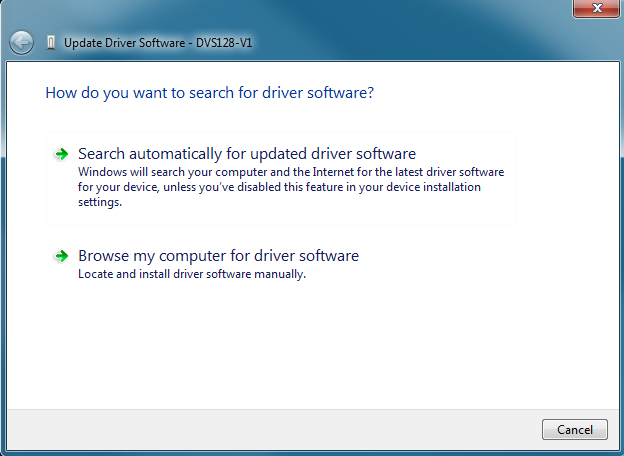 Update Driver Software - DVS128-V1
How do you want to search for driver software?
Search automatically for updated driver software
Windows will search your computer and the Internet for the latest driver software
for your device, unless you've disabled this feature in your device installation
settings.
Browse my computer for driver software
Locate and install driver software manually.
Cancel